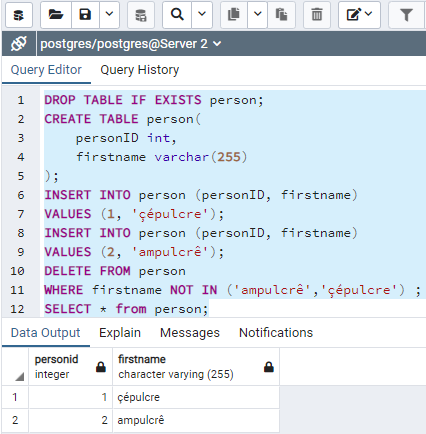 postgres/postgres@Server 2
Query Editor Query History
1 DROP TABLE IF EXISTS person;
2 CREATE TABLE person(
3 personID int,
4 firstname varchar(255)
5 );
6 INSERT INTO person (personID, firstname)
7 VALUES (1, 'çépulcre');
8 INSERT INTO person (personID, firstname)
9 VALUES (2, 'ampulcrê');
10 DELETE FROM person
11 WHERE firstname NOT IN ('ampulcrê','çépulcre') ;
12 SELECT * from person;
Data Output Explain Messages Notifications
personid firstname
integer character varying (255)
1 1 çépulcre
2 2 ampulcrê